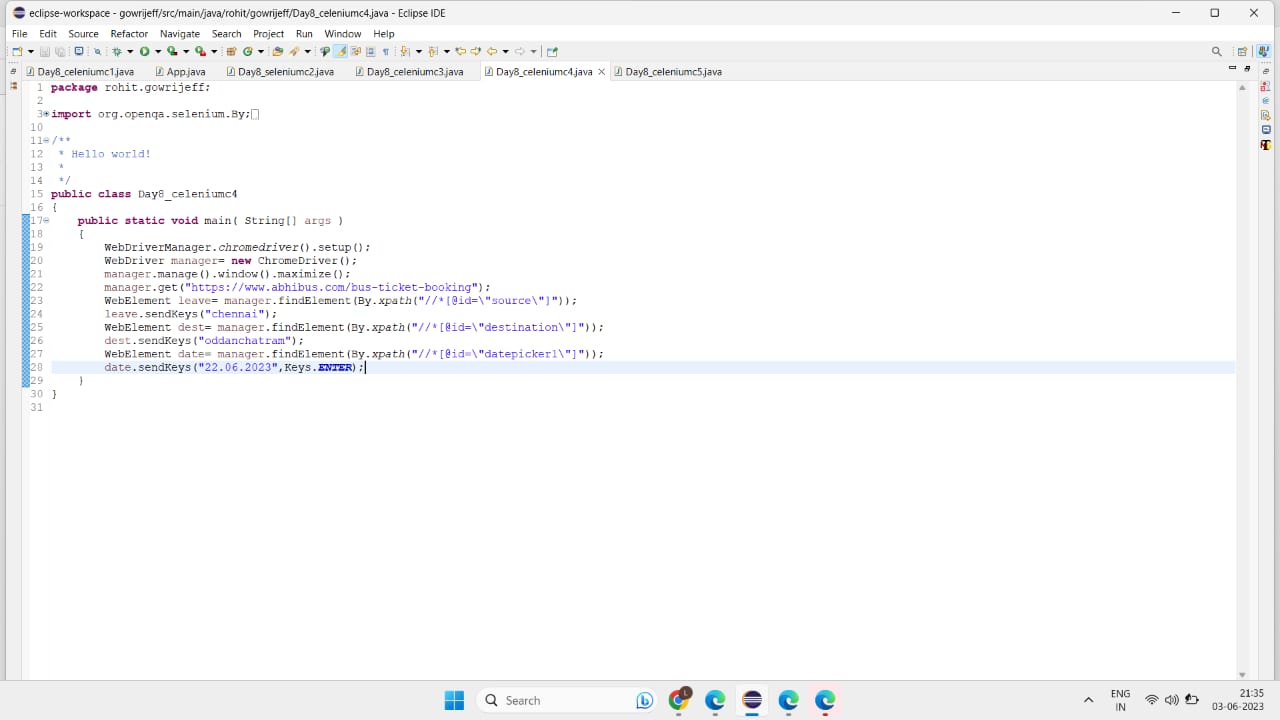 eclipse-workspace - gowrijeff/src/main/java/rohit/gowrijeff/Day8_celeniumc4.java - Eclipse IDE
File Edit Source Refactor Navigate Search Project Run Window Help
Day8_celeniumc1.java App.java Day8_seleniumc2.java Day8_celeniumc3.java Day8_celeniumc4.java Day8_celeniumc5.java
1 package rohit.gowrijeff;
2
3 import org.openqa.selenium.By;
10
11 /**
12 * Hello world!
13 *
14 */
15 public class Day8_celeniumc4
16 {
17 public static void main( String[] args )
18 {
19 WebDriverManager.chromedriver().setup();
20 WebDriver manager= new ChromeDriver();
21 manager.manage().window().maximize();
22 manager.get("https://www.abhibus.com/bus-ticket-booking");
23 WebElement leave= manager.findElement(By.xpath("//*[@id=\"source\"]"));
24 leave.sendKeys("chennai");
25 WebElement dest= manager.findElement(By.xpath("//*[@id=\"destination\"]"));
26 dest.sendKeys("oddanchatram");
27 WebElement date= manager.findElement(By.xpath("//*[@id=\"datepicker1\"]"));
28 date.sendKeys("22.06.2023",Keys.ENTER);
29 }
30 }
31
Search
ENG
IN
21:35
03-06-2023